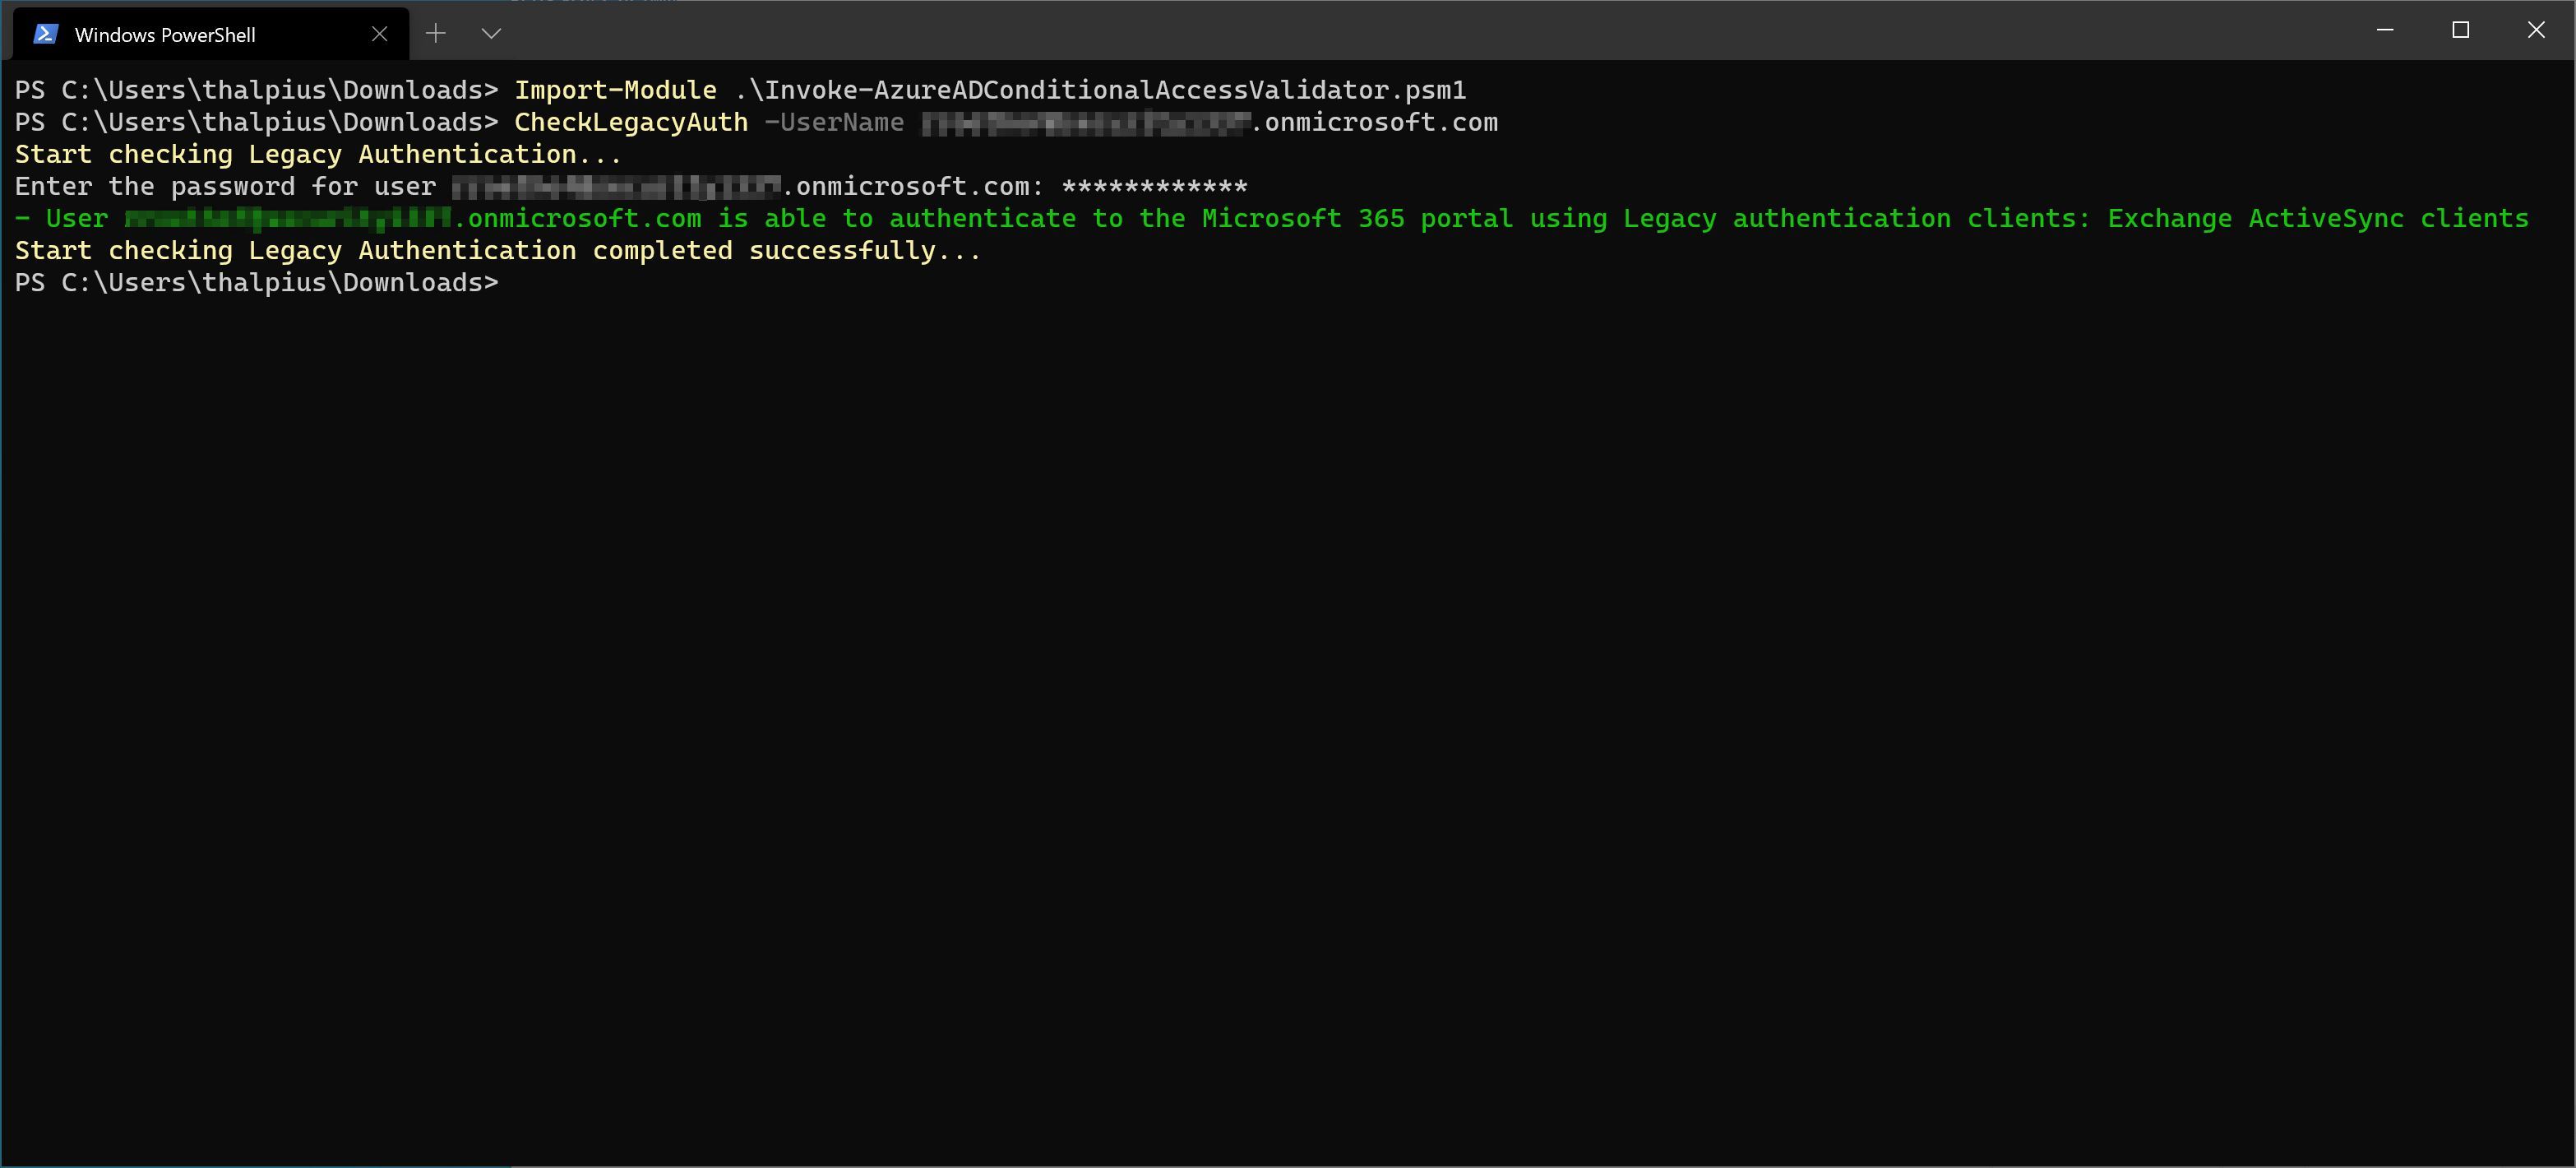 Windows PowerShell
PS C:\Users\thalpius\Downloads> Import-Module .\Invoke-AzureADConditionalAccessValidator.psm1
PS C:\Users\thalpius\Downloads> CheckLegacyAuth -UserName .onmicrosoft.com
Start checking Legacy Authentication...
Enter the password for user .onmicrosoft.com: ************
- User .onmicrosoft.com is able to authenticate to the Microsoft 365 portal using Legacy authentication clients: Exchange ActiveSync clients
Start checking Legacy Authentication completed successfully...
PS C:\Users\thalpius\Downloads>